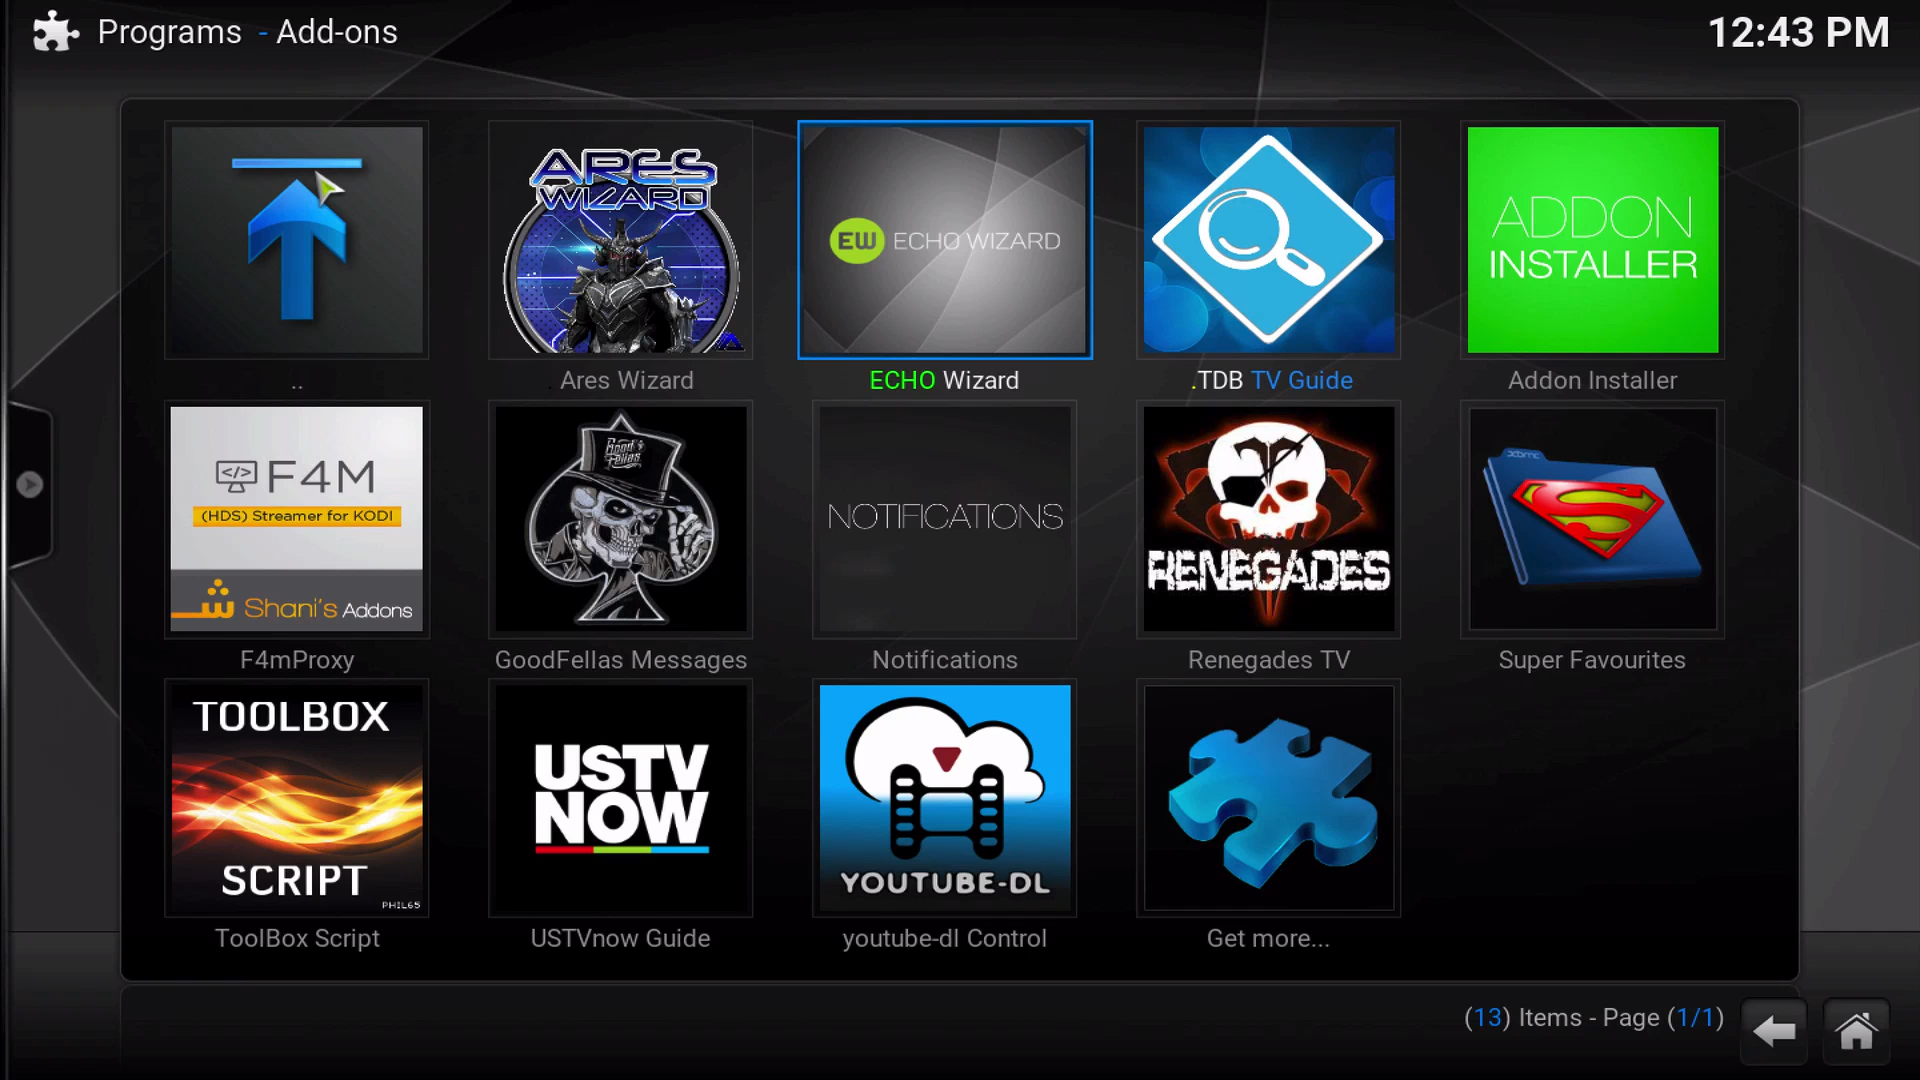 Programs - Add-ons
12:43 PM
ARES
WIZARD
EW ECHO WIZARD
ADDON
INSTALLER
..
. Ares Wizard
ECHO Wizard
.TDB TV Guide
Addon Installer
</> F4M
(HDS) Streamer for KODI
Shani's Addons
Good
Fellas
NOTIFICATIONS
RENEGADES
xbmc
S
F4mProxy
GoodFellas Messages
Notifications
Renegades TV
Super Favourites
TOOLBOX
SCRIPT
PHIL65
USTV
NOW
YOUTUBE-DL
ToolBox Script
USTVnow Guide
youtube-dl Control
Get more...
(13) Items - Page (1/1)